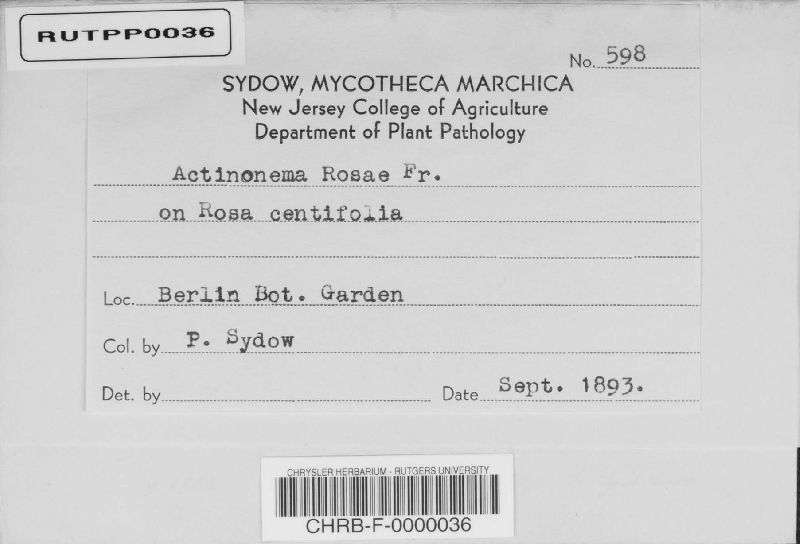 RUTPP0036
No. 598
SYDOW, MYCOTHECA MARCHICA
New Jersey College of Agriculture
Department of Plant Pathology
Actinonema Rosae Fr.
on Rosa centifolia
Loc. Berlin Bot. Garden
Col. by P. Sydow
Det. by
Date Sept. 1893.
CHRYSLER HERBARIUM - RUTGERS UNIVERSITY
CHRB-F-0000036